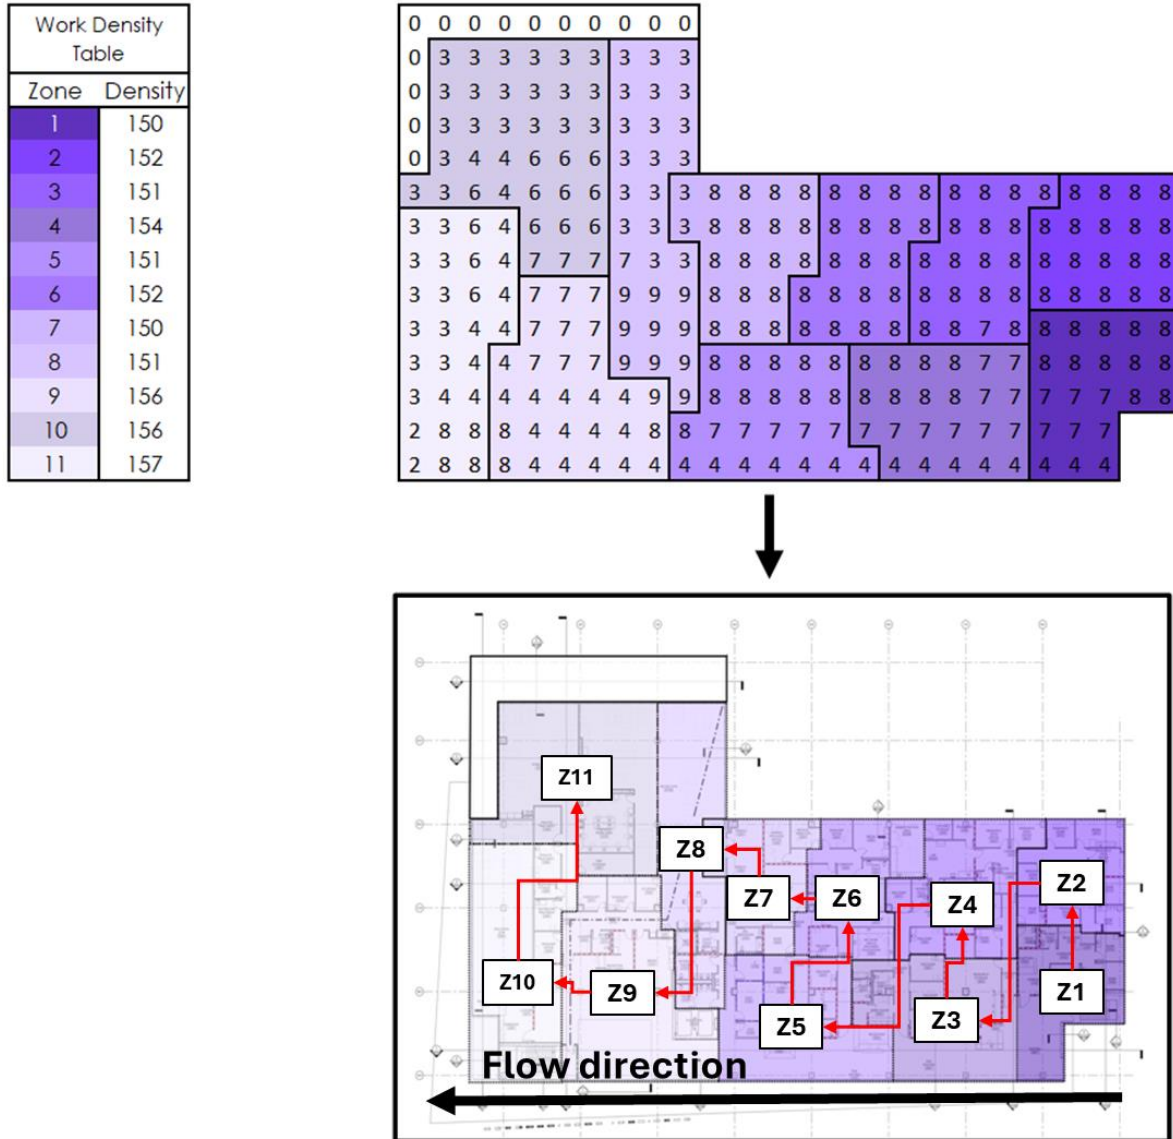 Work Density
Table
Zone Density
1 150
2 152
3 151
4 154
5 151
6 152
7 150
8 151
9 156
10 156
11 157
0 0 0 0 0 0 0 0 0 0
0 3 3 3 3 3 3 3 3 3
0 3 3 3 3 3 3 3 3 3
0 3 3 3 3 3 3 3 3 3
0 3 4 4 6 6 6 3 3 3
3 3 6 4 6 6 6 3 3 3 8 8 8 8 8 8 8 8 8 8 8 8 8 8 8 8
3 3 6 4 6 6 6 3 3 3 8 8 8 8 8 8 8 8 8 8 8 8 8 8 8 8
3 3 6 4 7 7 7 7 3 3 8 8 8 8 8 8 8 8 8 8 8 8 8 8 8 8
3 3 6 4 7 7 7 9 9 9 8 8 8 8 8 8 8 8 8 8 8 8 8 8 8 8
3 3 4 4 7 7 7 9 9 9 8 8 8 8 8 8 8 8 8 7 8 8 8 8 8 8
3 3 4 4 7 7 7 9 9 9 8 8 8 8 8 8 8 8 8 7 7 8 8 8 8 8
3 4 4 4 4 4 4 4 9 9 8 8 8 8 8 8 8 8 8 7 7 7 7 7 8 8
2 8 8 8 4 4 4 4 8 8 7 7 7 7 7 7 7 7 7 7 7 7 7 7
2 8 8 8 4 4 4 4 4 4 4 4 4 4 4 4 4 4 4 4 4 4 4 4
Z11
Z8
Z7
Z6
Z4
Z2
Z10
Z9
Z5
Z3
Z1
Flow direction